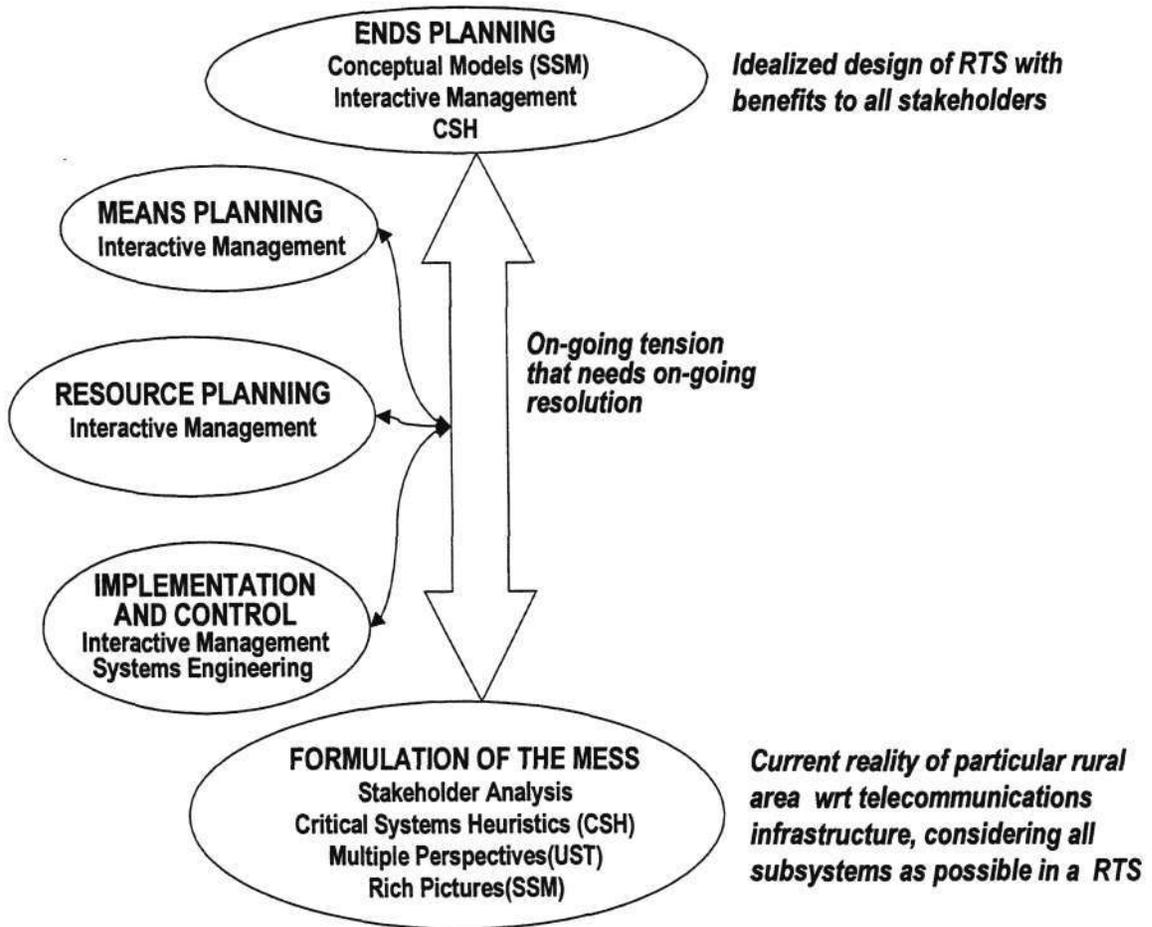 ENDS PLANNING
Conceptual Models (SSM)
Interactive Management
CSH
Idealized design of RTS with
benefits to all stakeholders
MEANS PLANNING
Interactive Management
On-going tension
that needs on-going
resolution
RESOURCE PLANNING
Interactive Management
IMPLEMENTATION
AND CONTROL
Interactive Management
Systems Engineering
FORMULATION OF THE MESS
Stakeholder Analysis
Critical Systems Heuristics (CSH)
Multiple Perspectives(UST)
Rich Pictures(SSM)
Current reality of particular rural
area wrt telecommunications
infrastructure, considering all
subsystems as possible in a RTS